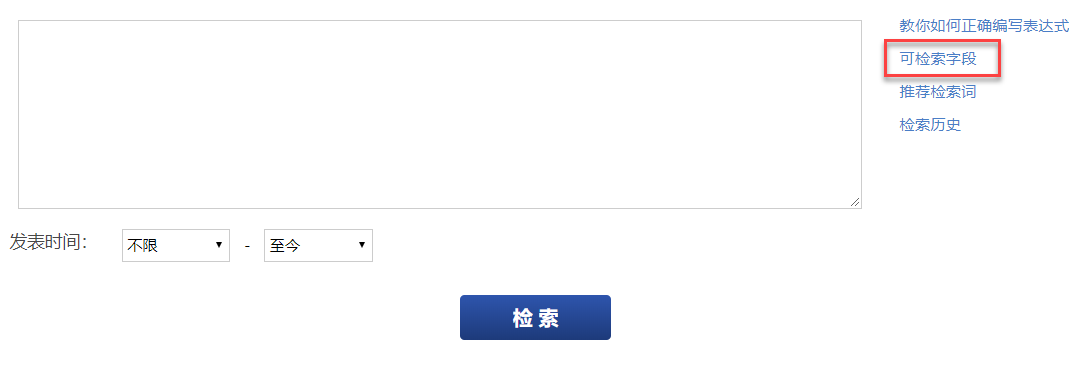 教你如何正确编写表达式
可检索字段
推荐检索词
检索历史
发表时间: 不限 - 至今
检 索